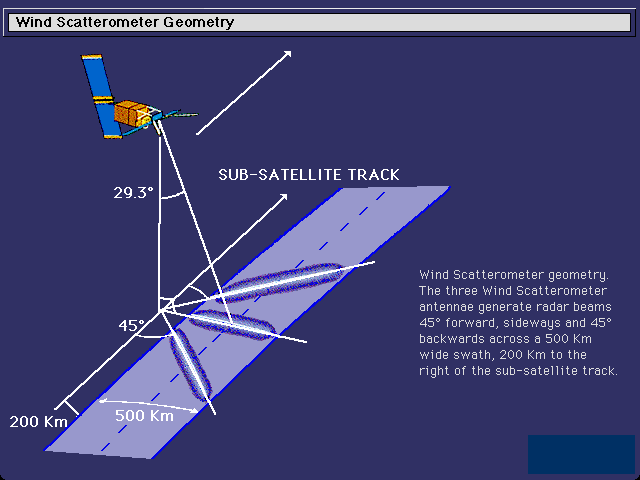 Wind Scatterometer Geometry
SUB-SATELLITE TRACK
29.3°
Wind Scatterometer geometry.
The three Wind Scatterometer
antennae generate radar beams
45° forward, sideways and 45°
backwards across a 500 Km
wide swath, 200 Km to the
right of the sub-satellite track.
45°
200 Km
500 Km